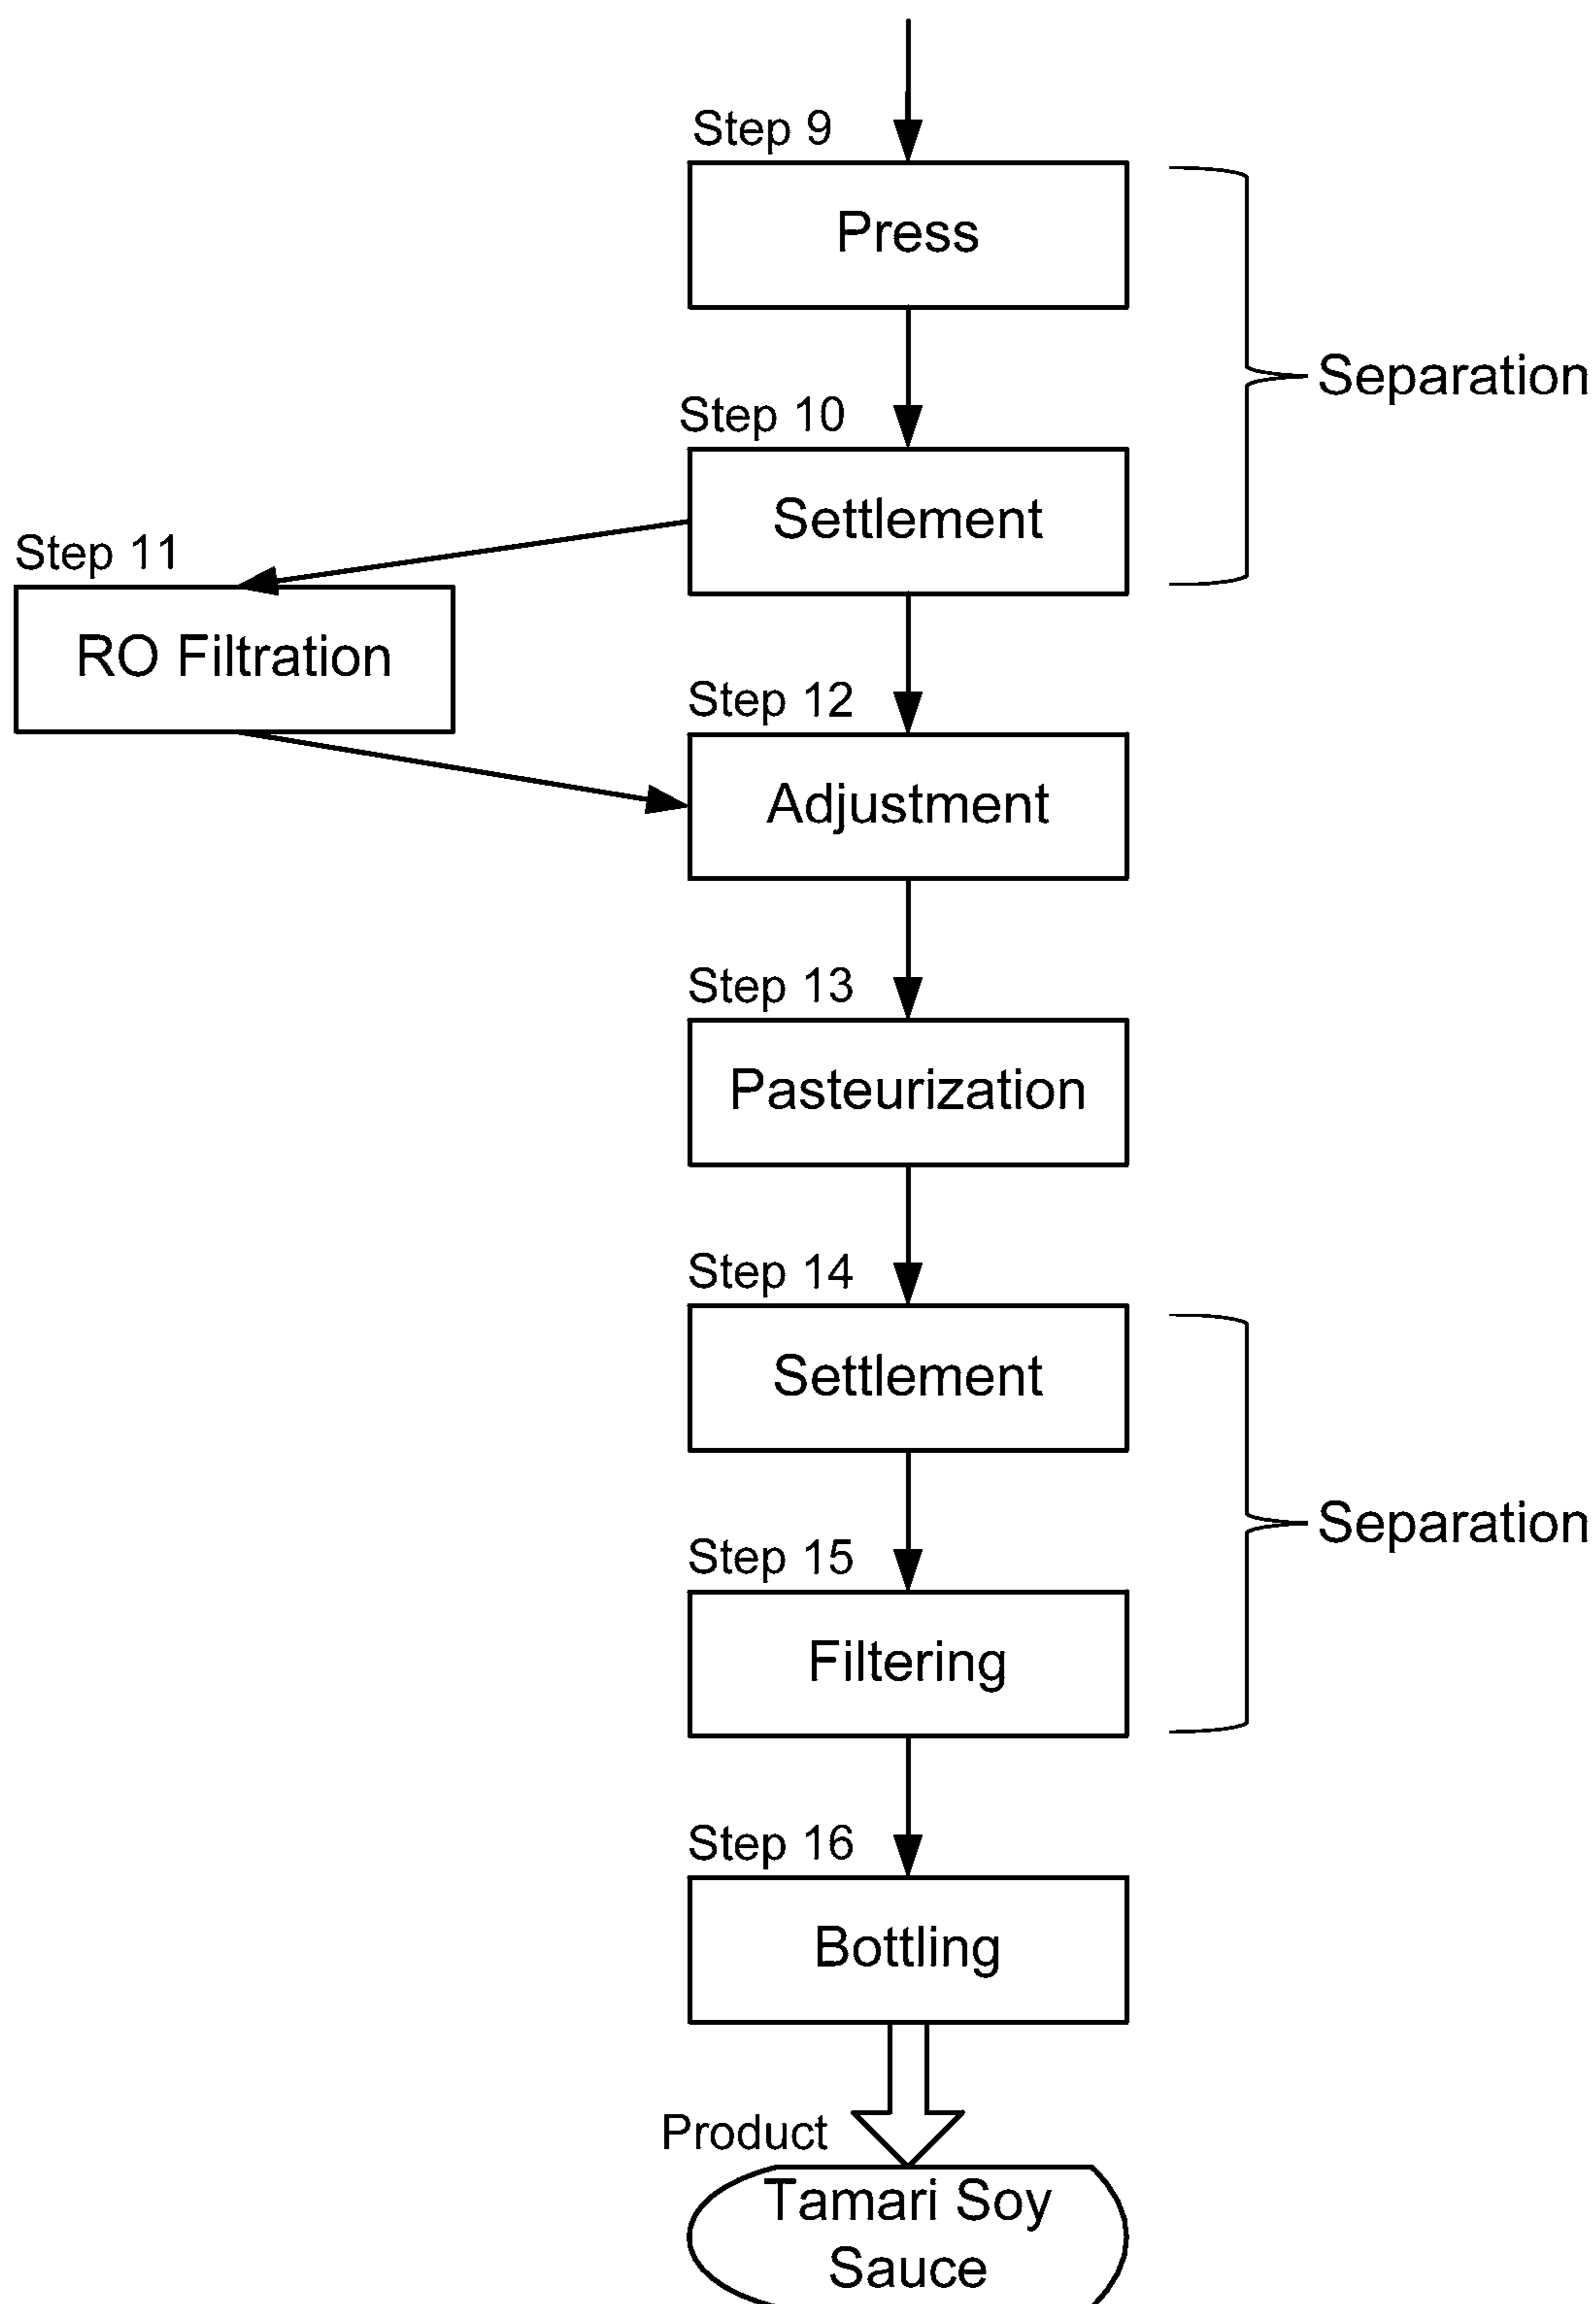 Step 9
Press
Separation
Step 10
Settlement
Step 11
RO Filtration
Step 12
Adjustment
Step 13
Pasteurization
Step 14
Settlement
Separation
Step 15
Filtering
Step 16
Bottling
Product
Tamari Soy
Sauce